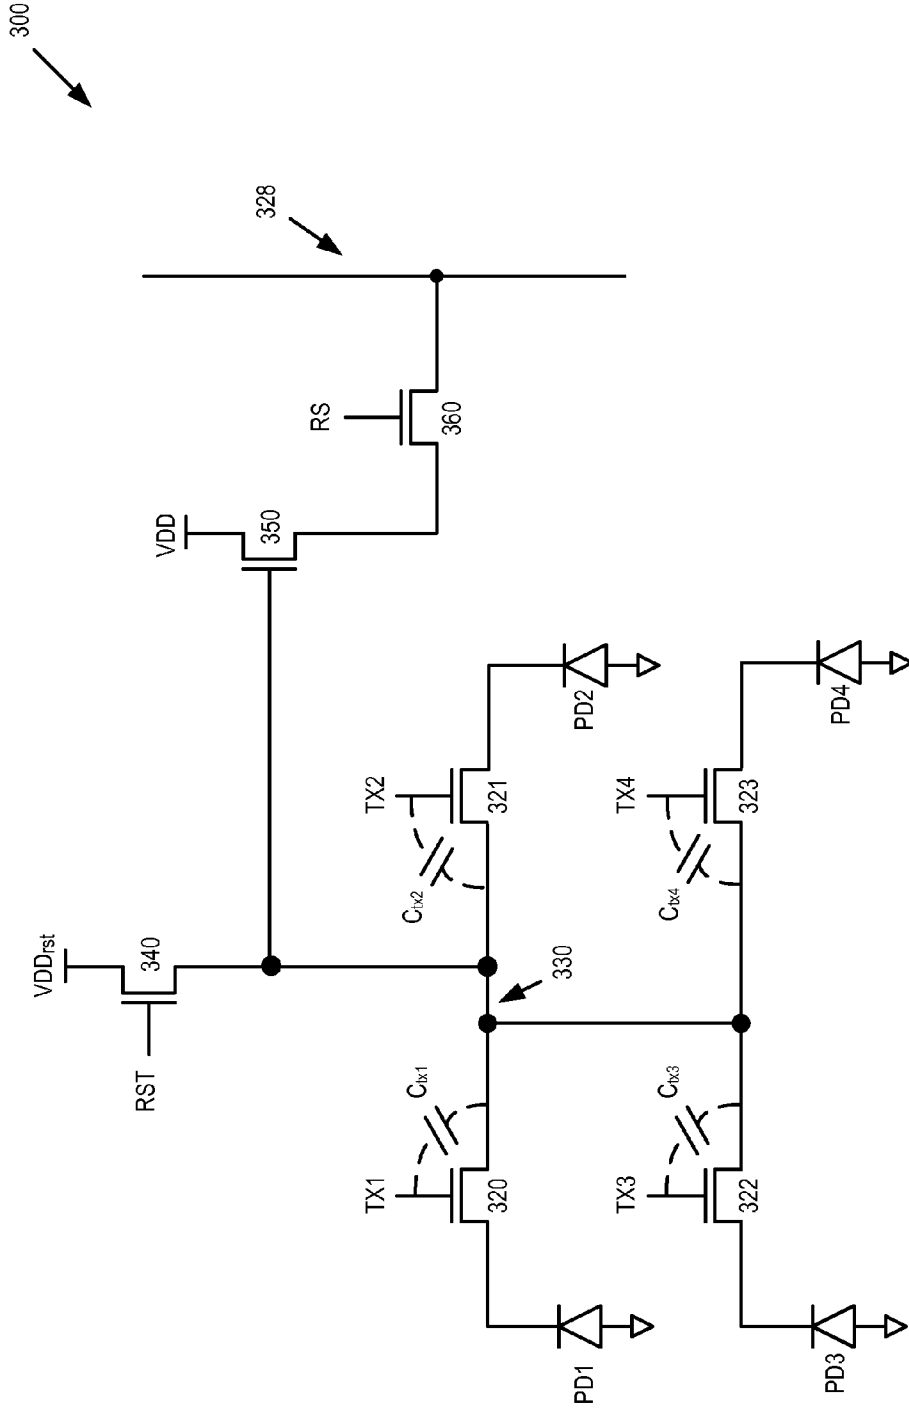 300
328
RS
360
VDD
350
VDDrst
340
RST
TX2
321
Ctx2
PD2
TX4
323
Ctx4
PD4
330
TX1
320
Ctx1
PD1
TX3
322
Ctx3
PD3